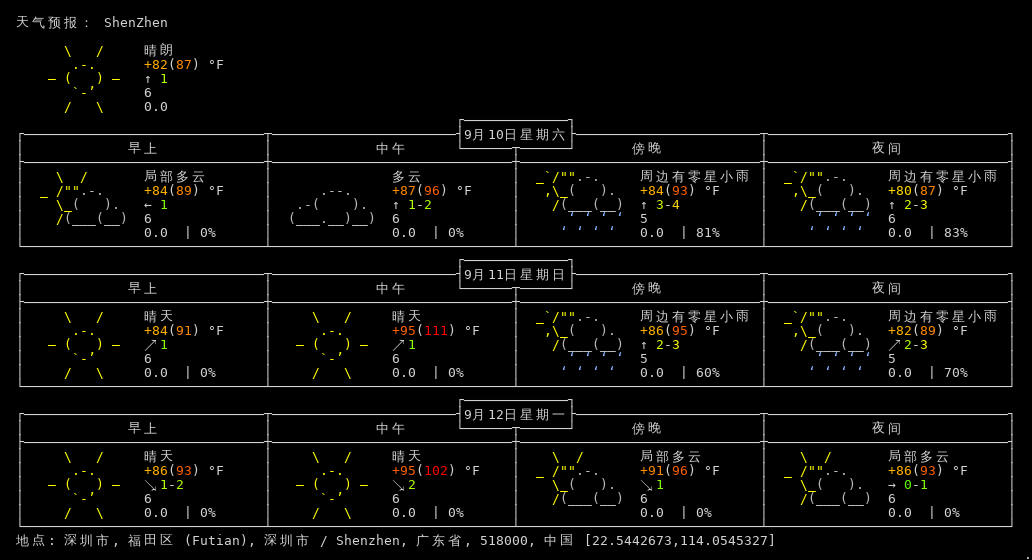 天气预报： ShenZhen
晴朗
+82(87) °F
↑ 1
6
0.0
9月10日星期六
早上 中午 傍晚 夜间
局部多云 多云 周边有零星小雨 周边有零星小雨
+84(89) °F +87(96) °F +84(93) °F +80(87) °F
← 1 ↑ 1-2 ↑ 3-4 ↑ 2-3
6 6 5 6
0.0 | 0% 0.0 | 0% 0.0 | 81% 0.0 | 83%
9月11日星期日
早上 中午 傍晚 夜间
晴天 晴天 周边有零星小雨 周边有零星小雨
+84(91) °F +95(111) °F +86(95) °F +82(89) °F
↗ 1 ↗ 1 ↑ 2-3 ↗ 2-3
6 6 5 5
0.0 | 0% 0.0 | 0% 0.0 | 60% 0.0 | 70%
9月12日星期一
早上 中午 傍晚 夜间
晴天 晴天 局部多云 局部多云
+86(93) °F +95(102) °F +91(96) °F +86(93) °F
↘ 1-2 ↘ 2 ↘ 1 → 0-1
6 6 6 6
0.0 | 0% 0.0 | 0% 0.0 | 0% 0.0 | 0%
地点: 深圳市, 福田区 (Futian), 深圳市 / Shenzhen, 广东省, 518000, 中国 [22.5442673,114.0545327]